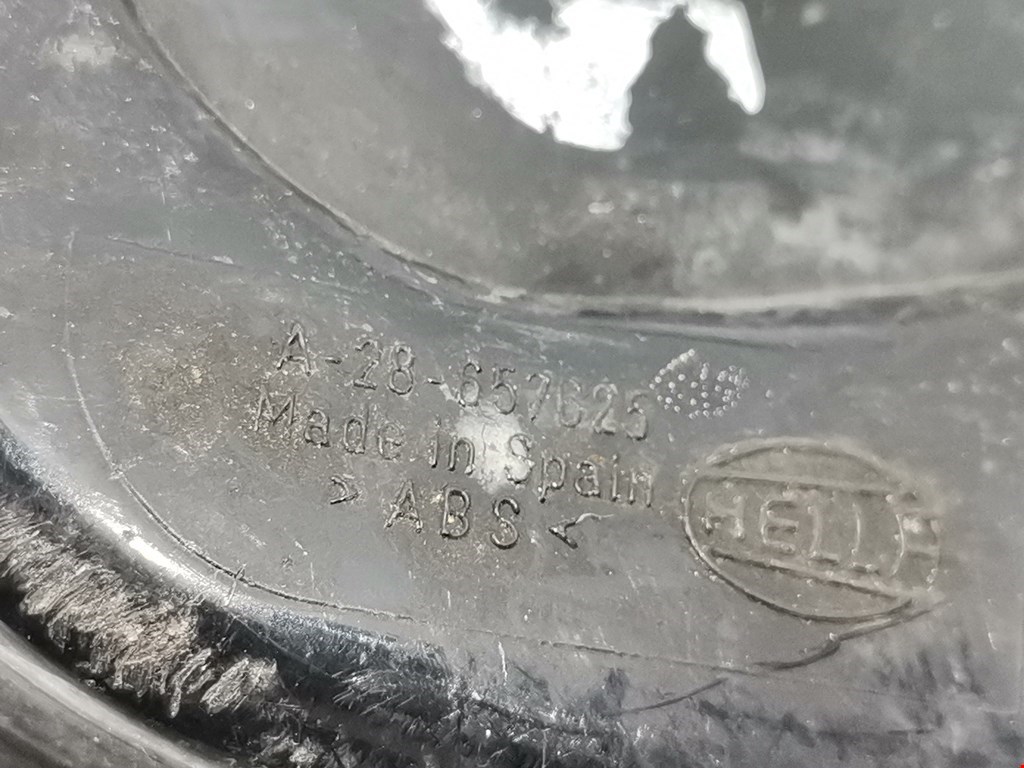 A-28-657625
Made in Spain
>ABS<
HELLA